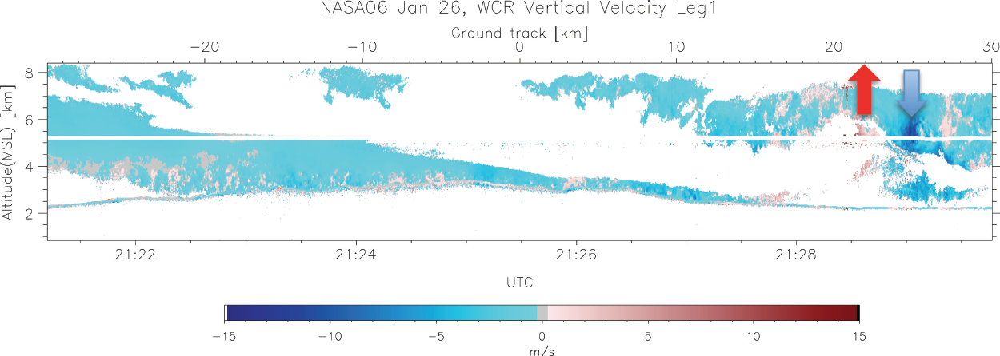 NASA06 Jan 26, WCR Vertical Velocity Leg1
Ground track [km]
−20 −10 0 10 20 30
Altitude(MSL) [km]
8
6
4
2
21:22 21:24 21:26 21:28
UTC
−15 −10 −5 0 5 10 15
m/s